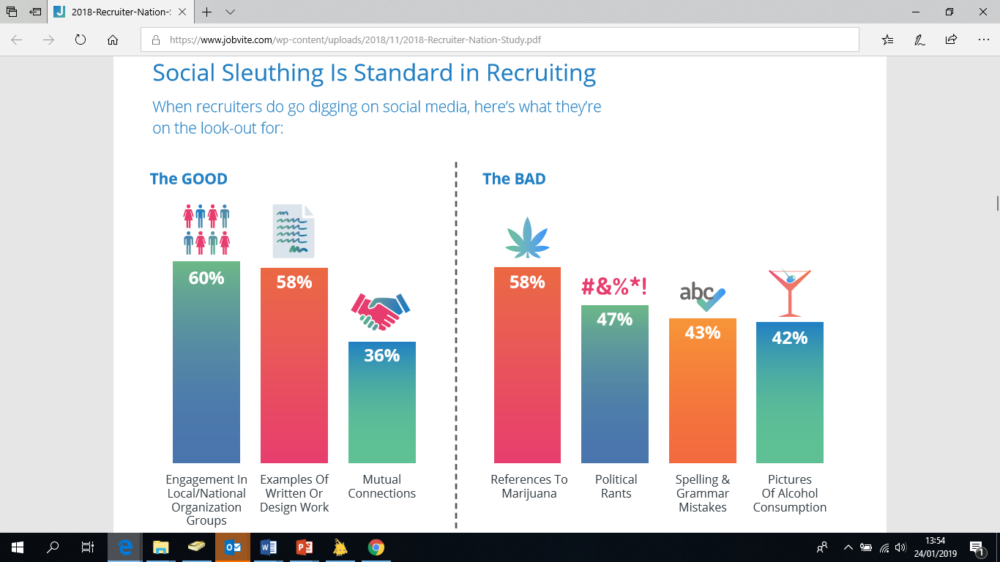 2018-Recruiter-Nation-S
https://www.jobvite.com/wp-content/uploads/2018/11/2018-Recruiter-Nation-Study.pdf
Social Sleuthing Is Standard in Recruiting
When recruiters do go digging on social media, here's what they're
on the look-out for:
The GOOD
60%
58%
36%
Engagement In
Local/National
Organization
Groups
Examples Of
Written Or
Design Work
Mutual
Connections
The BAD
58%
#&%*!
47%
abc
43%
42%
References To
Marijuana
Political
Rants
Spelling &
Grammar
Mistakes
Pictures
Of Alcohol
Consumption
13:54
24/01/2019
1